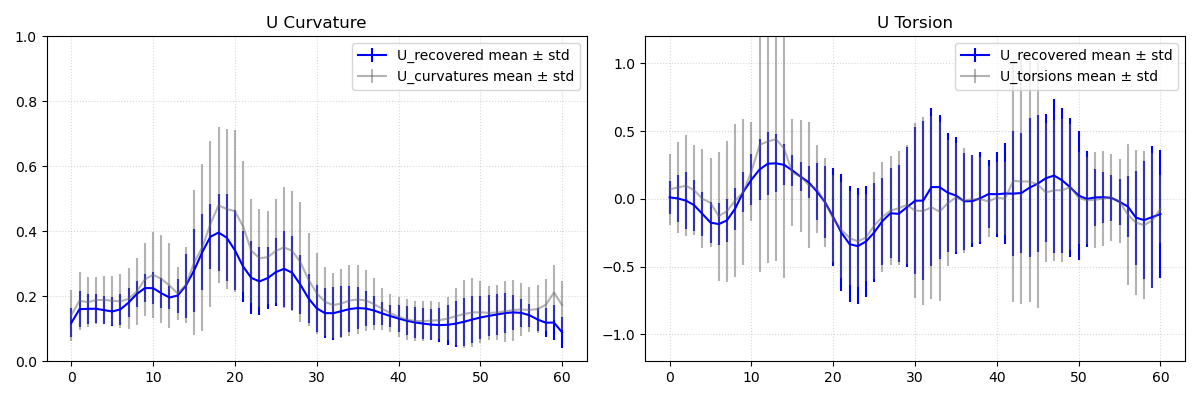 U Curvature
U_recovered mean ± std
U_curvatures mean ± std
1.0
0.8
0.6
0.4
0.2
0.0
0 10 20 30 40 50 60
U Torsion
U_recovered mean ± std
U_torsions mean ± std
1.0
0.5
0.0
−0.5
−1.0
0 10 20 30 40 50 60